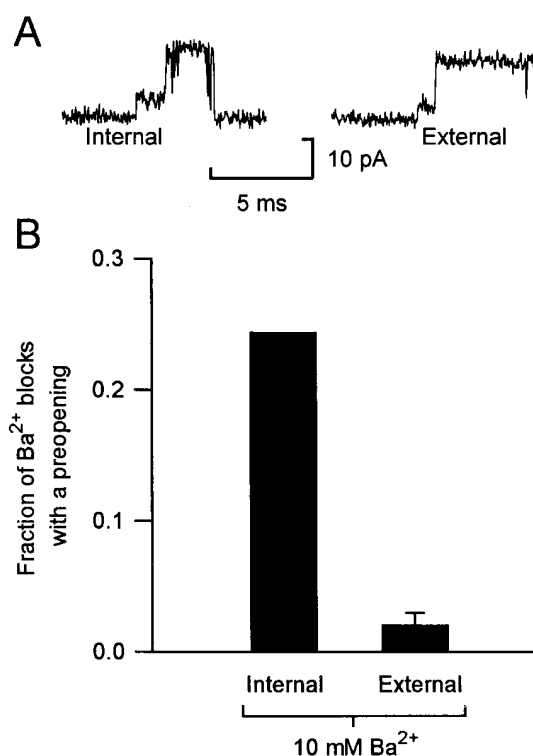 A
Internal
External
10 pA
5 ms
B
Fraction of Ba²⁺ blocks
with a preopening
0.3
0.2
0.1
0.0
Internal
External
10 mM Ba²⁺